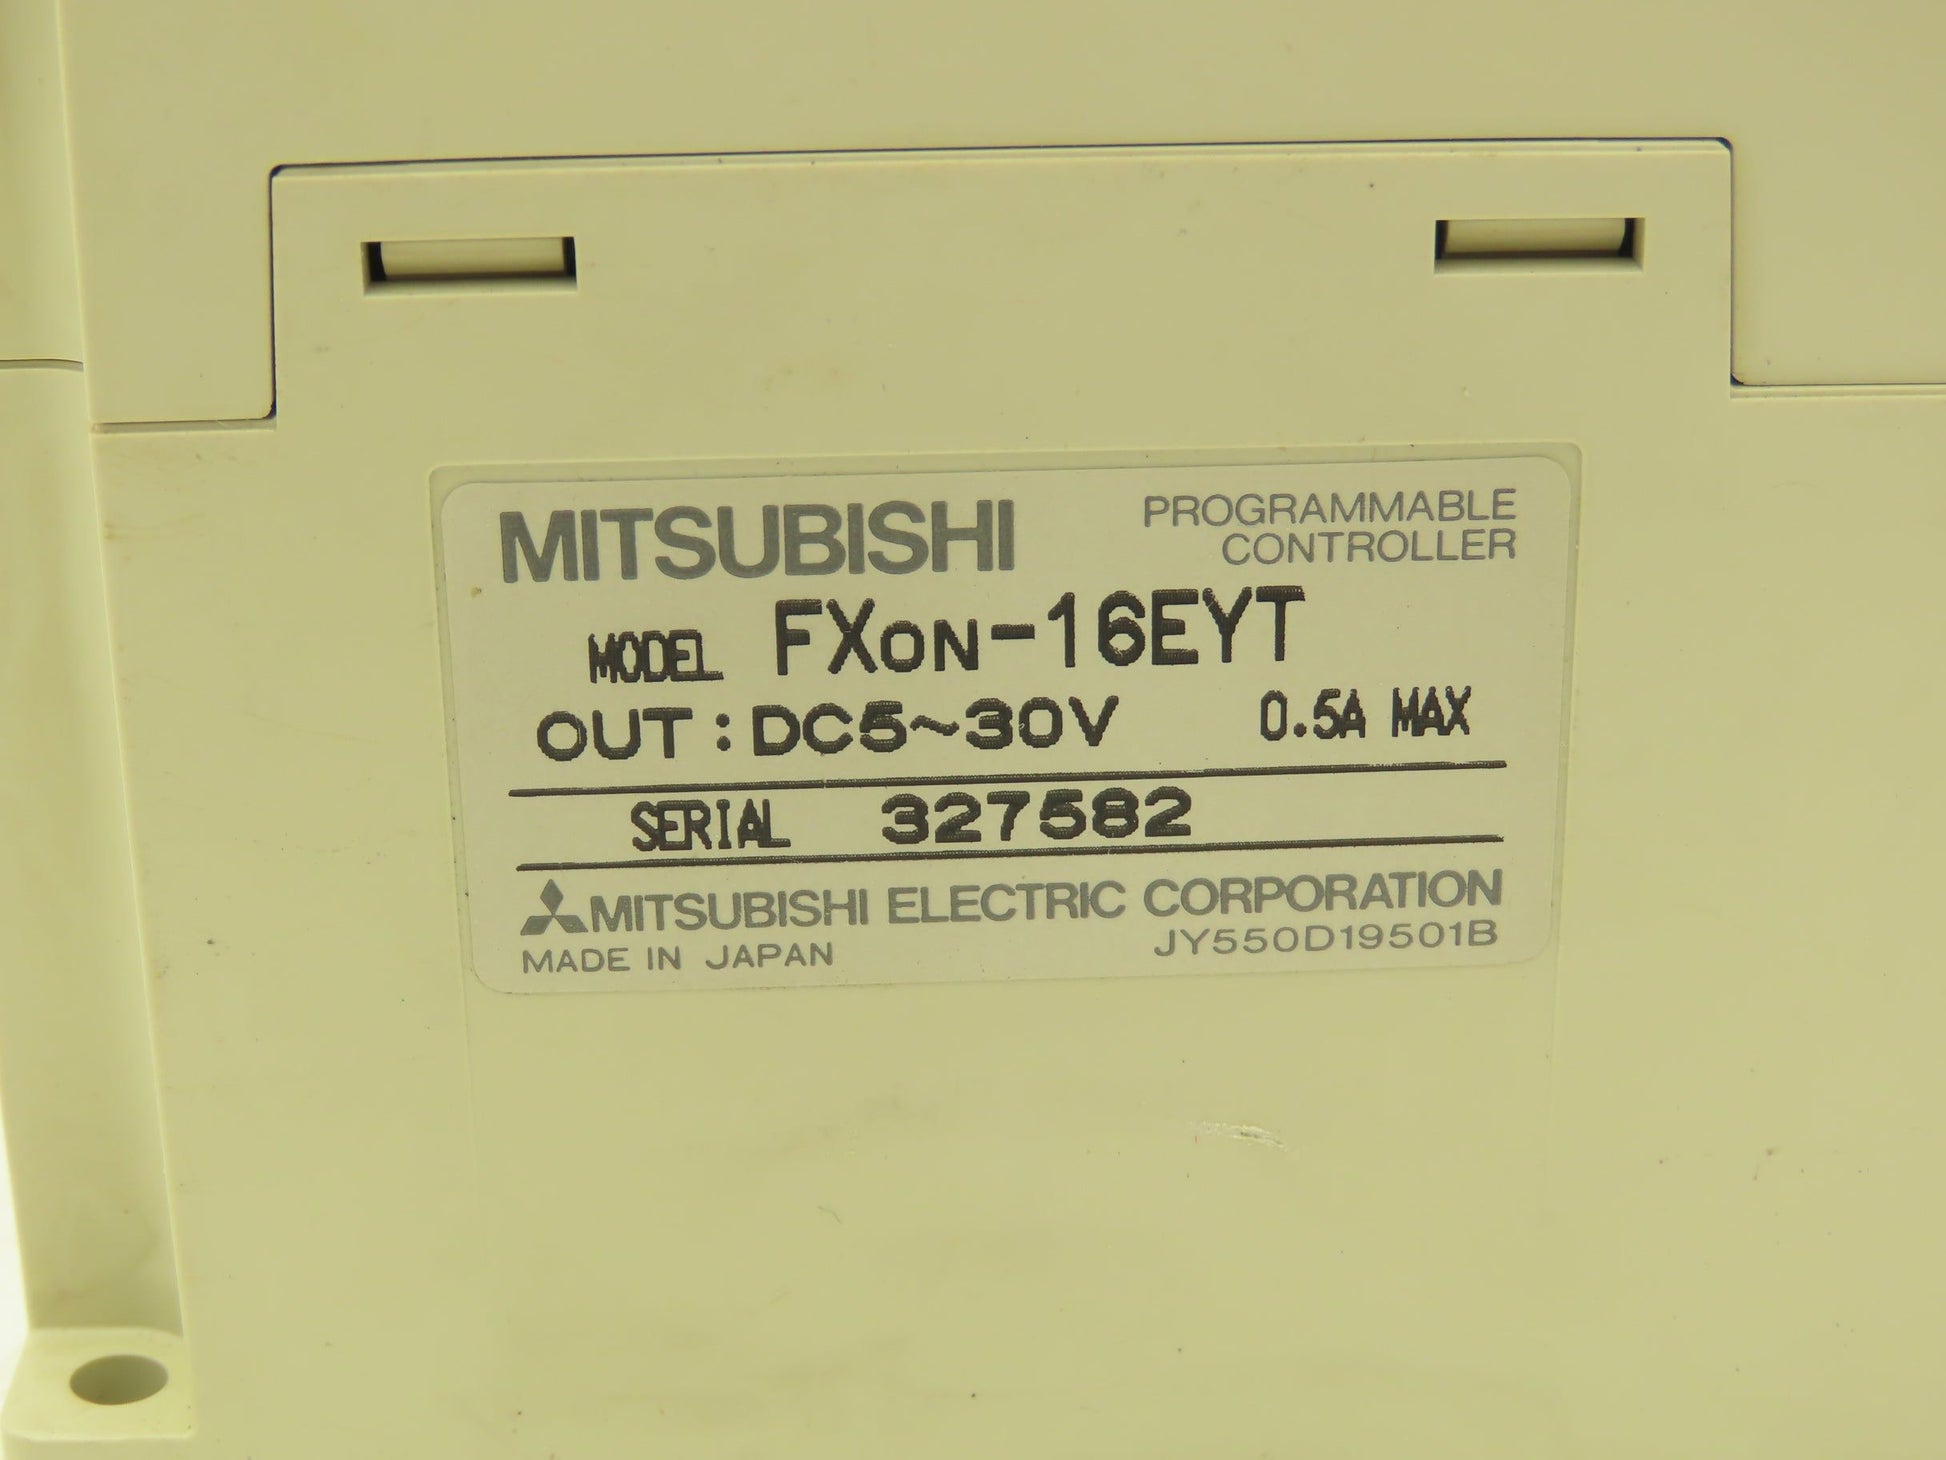 MITSUBISHI
PROGRAMMABLE
CONTROLLER
MODEL FXON-16EYT
OUT:DC5~30V 0.5A MAX
SERIAL 327582
MITSUBISHI ELECTRIC CORPORATION
MADE IN JAPAN JY550D19501B